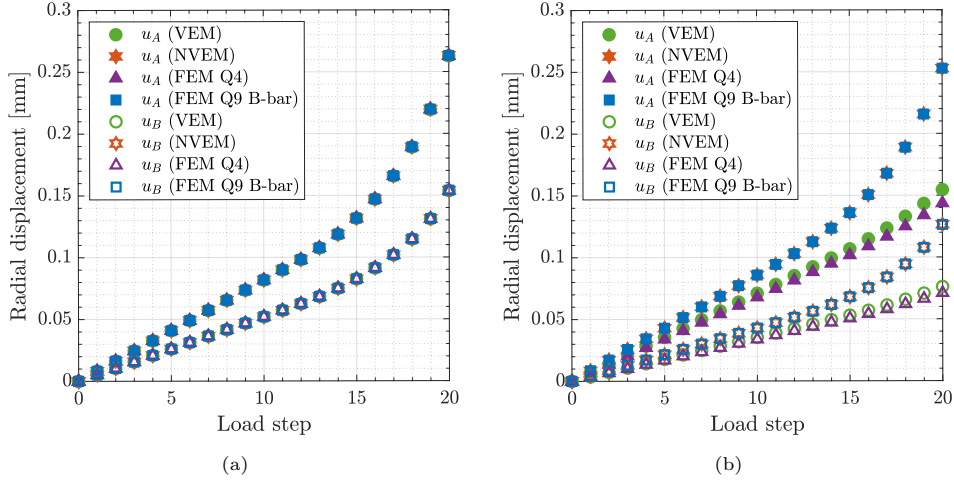 0.3
0.25
0.2
0.15
0.1
0.05
0
Radial displacement [mm]
u_A (VEM)
u_A (NVEM)
u_A (FEM Q4)
u_A (FEM Q9 B-bar)
u_B (VEM)
u_B (NVEM)
u_B (FEM Q4)
u_B (FEM Q9 B-bar)
0 5 10 15 20
Load step
(a)
0.3
0.25
0.2
0.15
0.1
0.05
0
Radial displacement [mm]
u_A (VEM)
u_A (NVEM)
u_A (FEM Q4)
u_A (FEM Q9 B-bar)
u_B (VEM)
u_B (NVEM)
u_B (FEM Q4)
u_B (FEM Q9 B-bar)
0 5 10 15 20
Load step
(b)